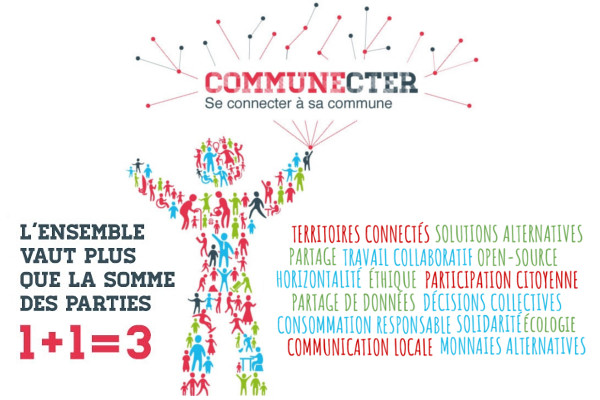 COMMUNECTER
Se connecter à sa commune
L'ENSEMBLE
VAUT PLUS
QUE LA SOMME
DES PARTIES
1+1=3
TERRITOIRES CONNECTÉS SOLUTIONS ALTERNATIVES
PARTAGE TRAVAIL COLLABORATIF OPEN-SOURCE
HORIZONTALITÉ ÉTHIQUE PARTICIPATION CITOYENNE
PARTAGE DE DONNÉES DÉCISIONS COLLECTIVES
CONSOMMATION RESPONSABLE SOLIDARITÉ ÉCOLOGIE
COMMUNICATION LOCALE MONNAIES ALTERNATIVES